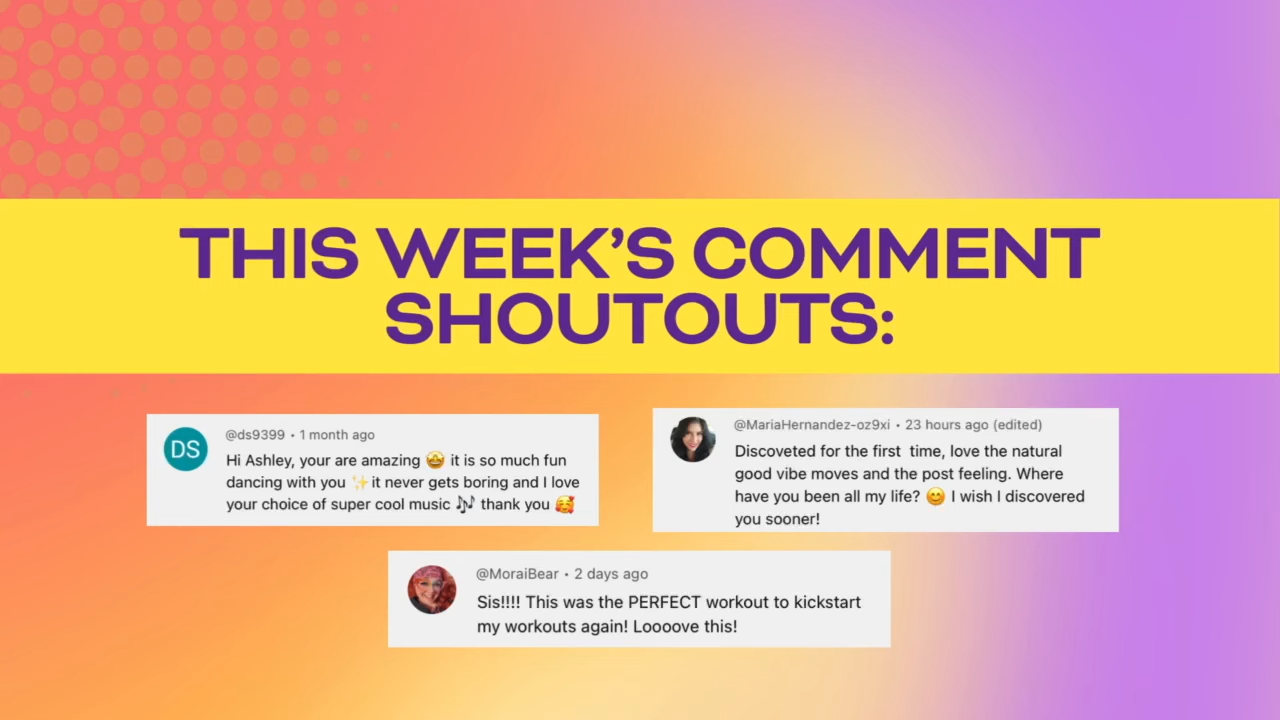 THIS WEEK’S COMMENT
SHOUTOUTS:
DS
@ds9399 • 1 month ago
Hi Ashley, your are amazing 🤩 it is so much fun
dancing with you ✨it never gets boring and I love
your choice of super cool music 🎶 thank you 🥰
@MariaHernandez-oz9xi • 23 hours ago (edited)
Discoveted for the first  time, love the natural
good vibe moves and the post feeling. Where
have you been all my life? 😊 I wish I discovered
you sooner!
@MoraiBear • 2 days ago
Sis!!!! This was the PERFECT workout to kickstart
my workouts again! Loooove this!